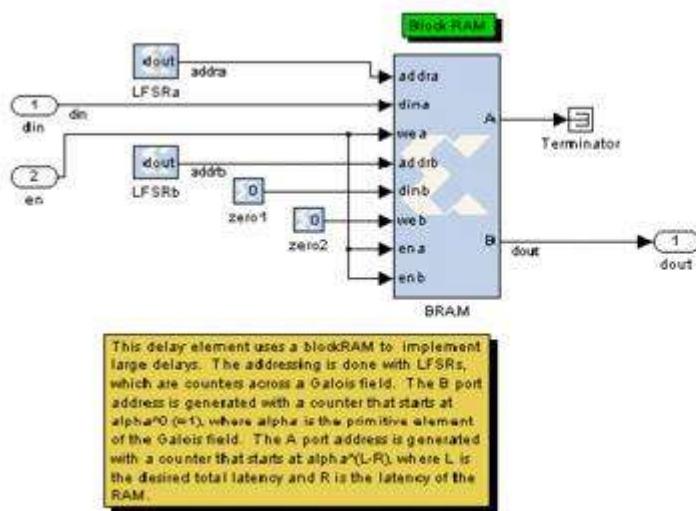 Block RAM
dout
LFSRa
addra
1
din
din
2
en
dout
LFSRb
addrb
0
zero1
0
zero2
addra
dina
wea
addrb
dinb
web
ena
enb
A
B
BRAM
Terminator
dout
1
dout
This delay element uses a blockRAM to implement
large delays. The addressing is done with LFSRs,
which are counters across a Galois field. The B port
address is generated with a counter that starts at
alpha^0 (=1), where alpha is the primitive element
of the Galois field. The A port address is generated
with a counter that starts at alpha^(L-R), where L is
the desired total latency and R is the latency of the
RAM.